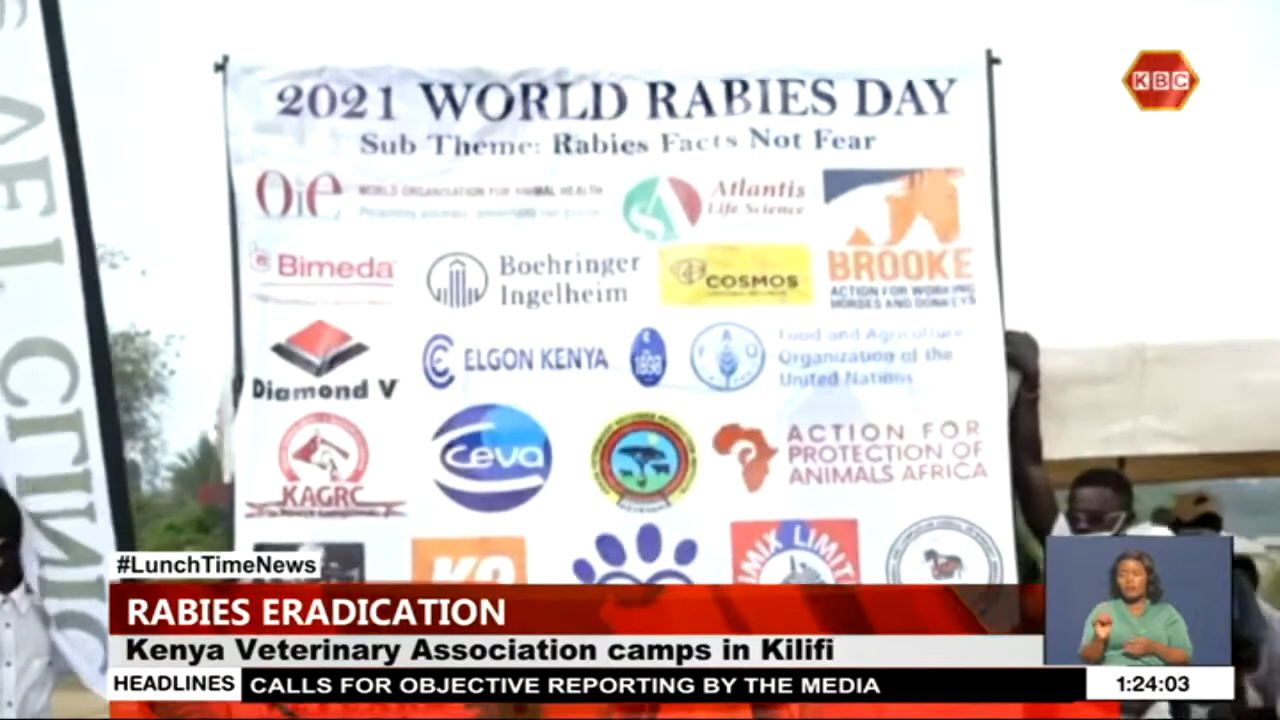 KBC
2021 WORLD RABIES DAY
Sub Theme: Rabies Facts Not Fear
OiE WORLD ORGANISATION FOR ANIMAL HEALTH
Atlantis
Life Science
Bimeda
Boehringer
Ingelheim
COSMOS
BROOKE
ACTION FOR WORKING
HORSES AND DONKEYS
Diamond V
ELGON KENYA
1898
FAO
Food and Agriculture
Organization of the
United Nations
KAGRC
Ceva
ACTION FOR
PROTECTION OF
ANIMALS AFRICA
#LunchTimeNews
RABIES ERADICATION
Kenya Veterinary Association camps in Kilifi
HEADLINES CALLS FOR OBJECTIVE REPORTING BY THE MEDIA
1:24:03